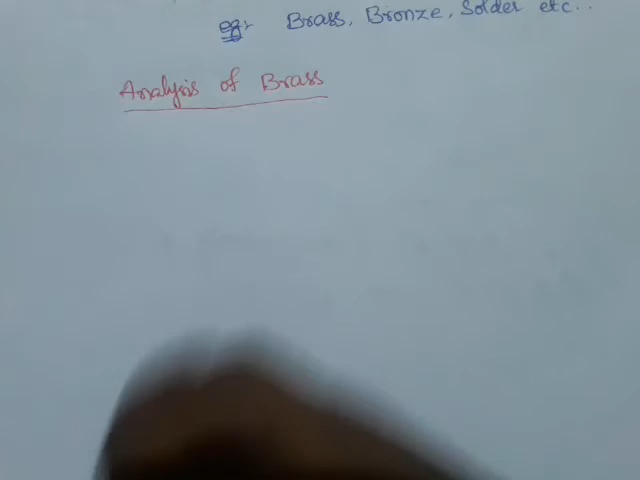 eg:- Brass, Bronze, Solder etc..
Analysis of Brass